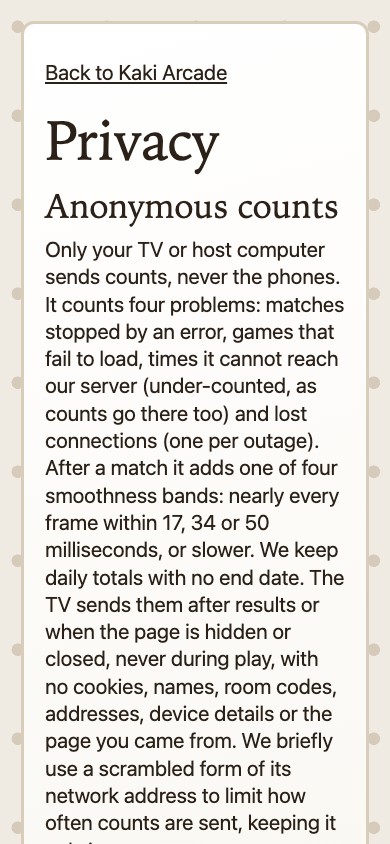 Back to Kaki Arcade
Privacy
Anonymous counts
Only your TV or host computer
sends counts, never the phones.
It counts four problems: matches
stopped by an error, games that
fail to load, times it cannot reach
our server (under-counted, as
counts go there too) and lost
connections (one per outage).
After a match it adds one of four
smoothness bands: nearly every
frame within 17, 34 or 50
milliseconds, or slower. We keep
daily totals with no end date. The
TV sends them after results or
when the page is hidden or
closed, never during play, with
no cookies, names, room codes,
addresses, device details or the
page you came from. We briefly
use a scrambled form of its
network address to limit how
often counts are sent, keeping it